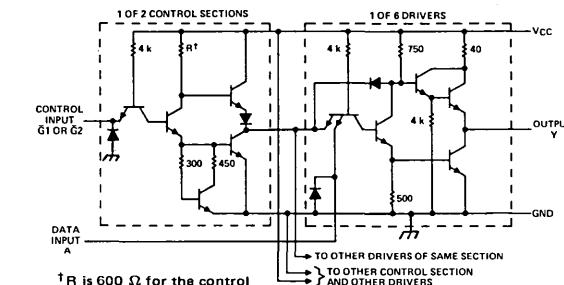 1 OF 2 CONTROL SECTIONS
1 OF 6 DRIVERS
VCC
4 k
R†
4 k
750
40
CONTROL
INPUT
G̅1 OR G̅2
4 k
OUTPU
Y
300
450
500
GND
DATA
INPUT
A
TO OTHER DRIVERS OF SAME SECTION
TO OTHER CONTROL SECTION
AND OTHER DRIVERS
†R is 600 Ω for the control